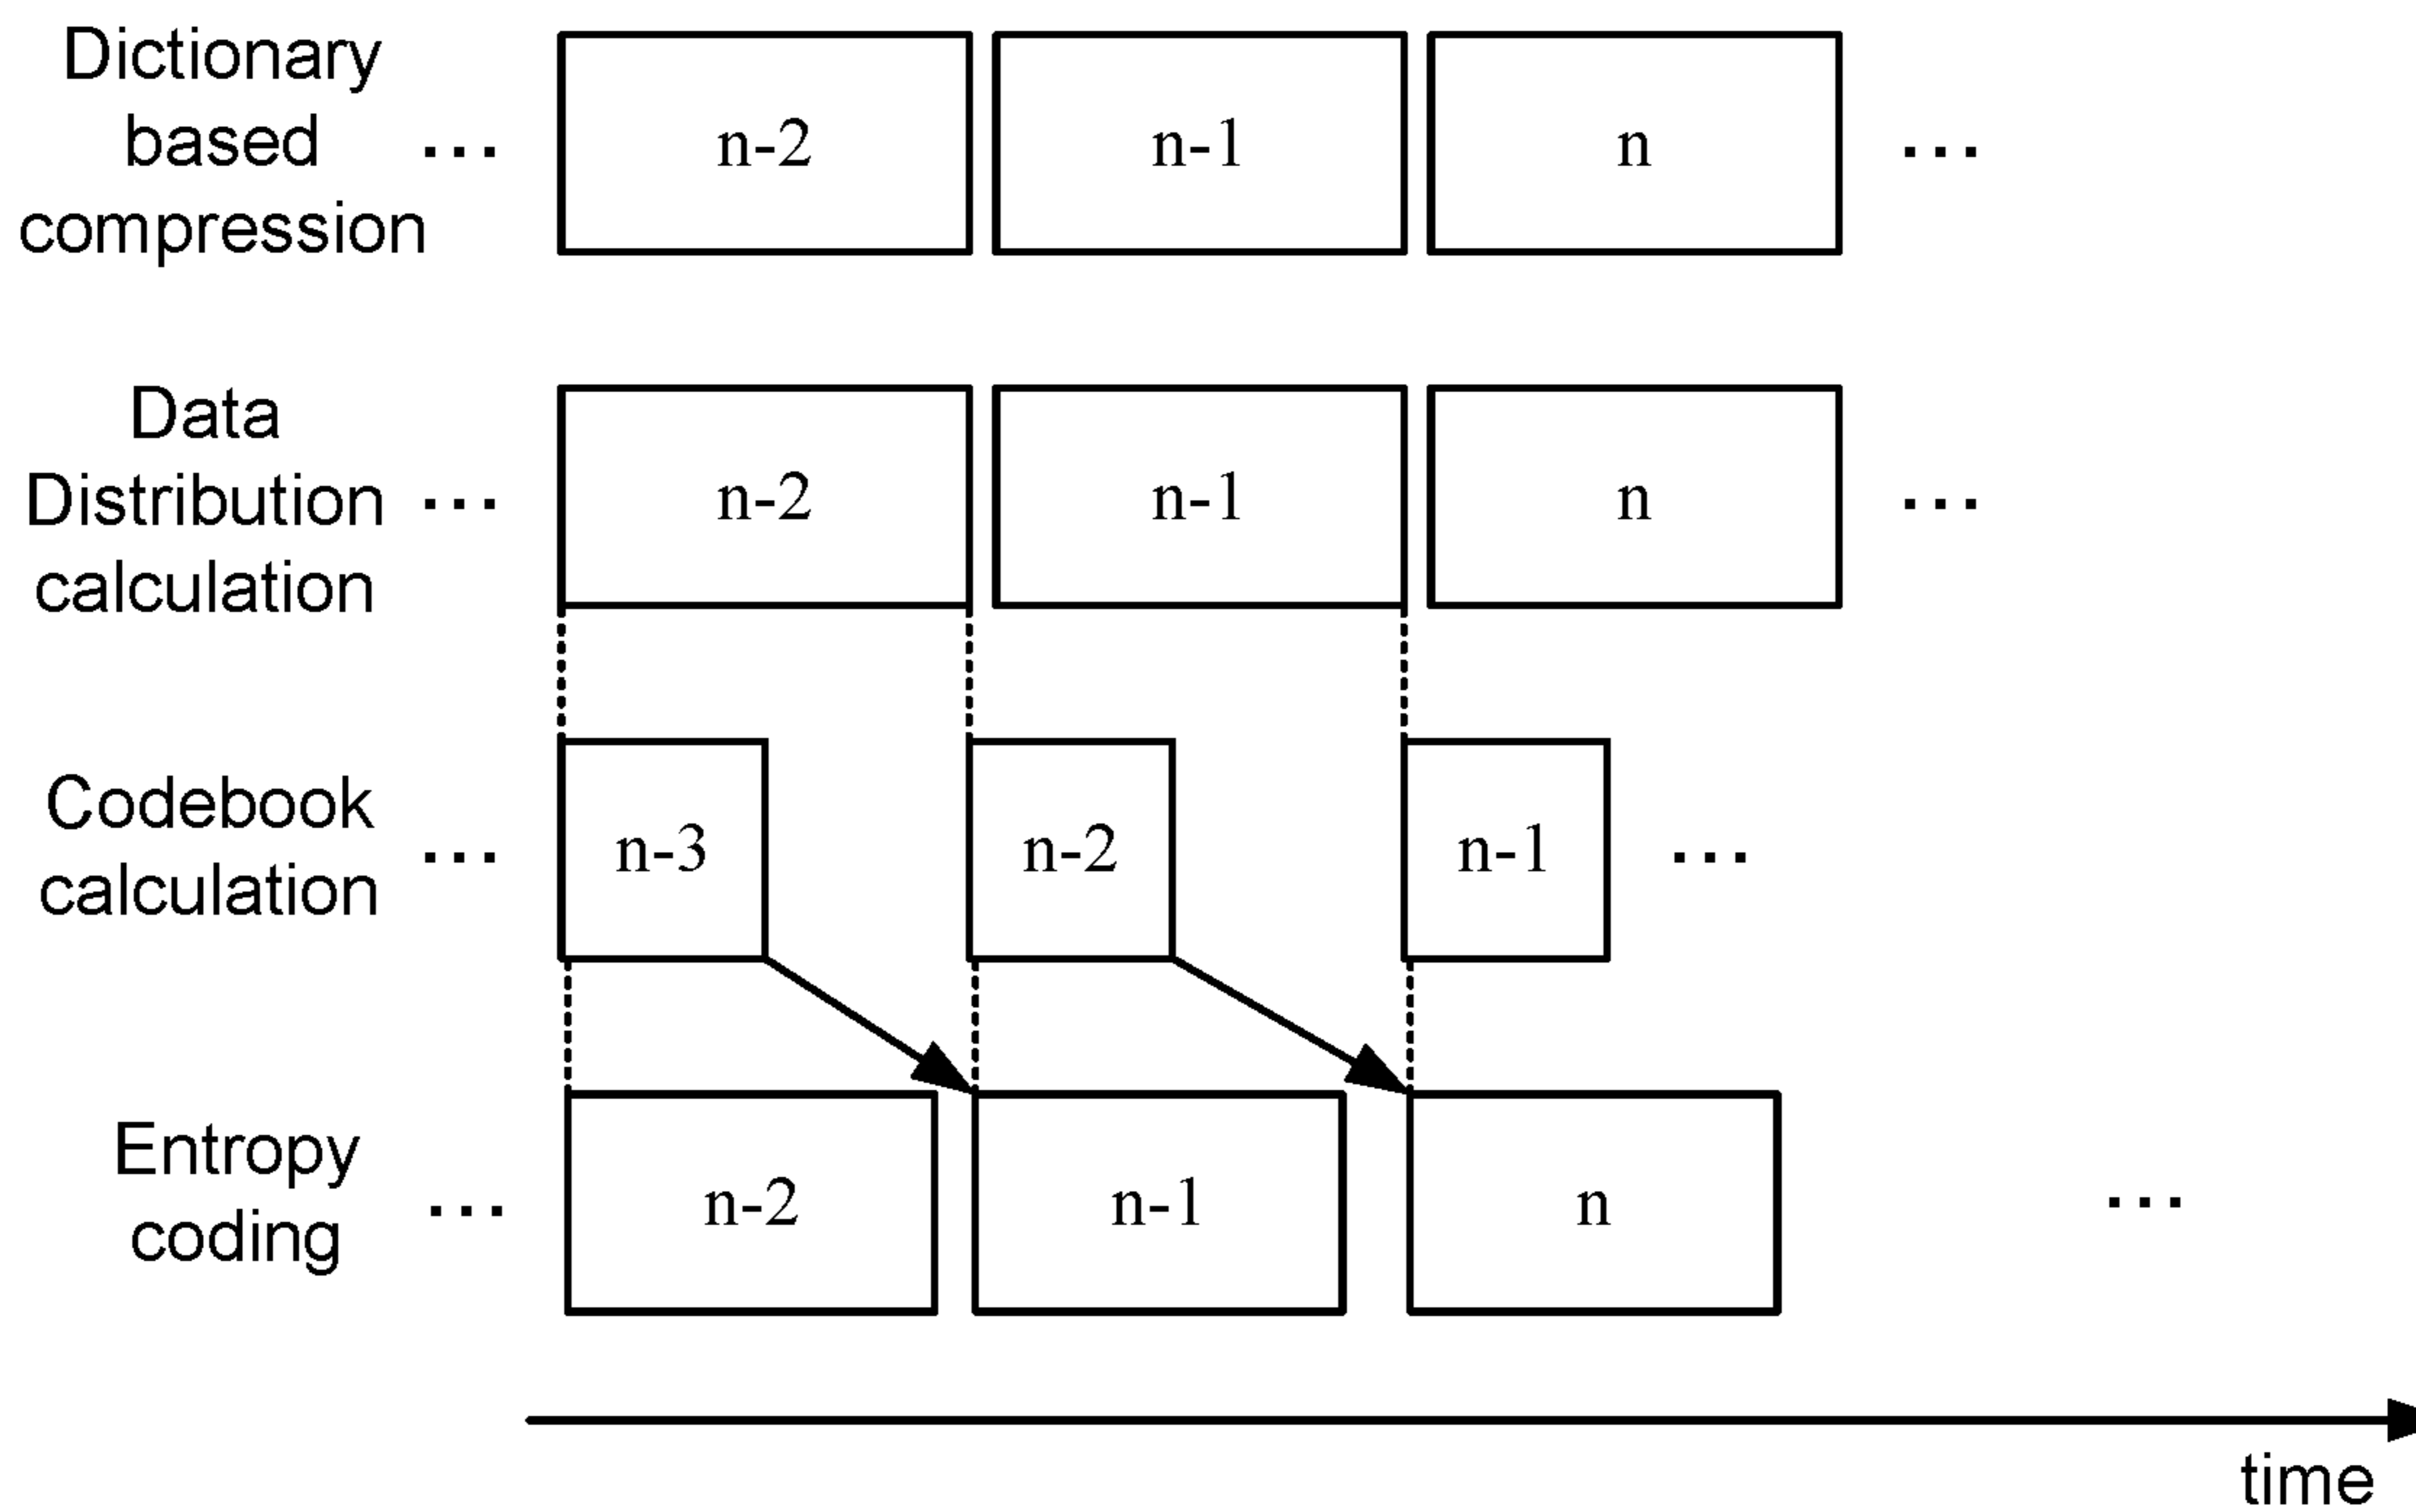 Dictionary
based
compression
... n-2 n-1 n ...
Data
Distribution
calculation
... n-2 n-1 n ...
Codebook
calculation
... n-3 n-2 n-1 ...
Entropy
coding
... n-2 n-1 n ...
time